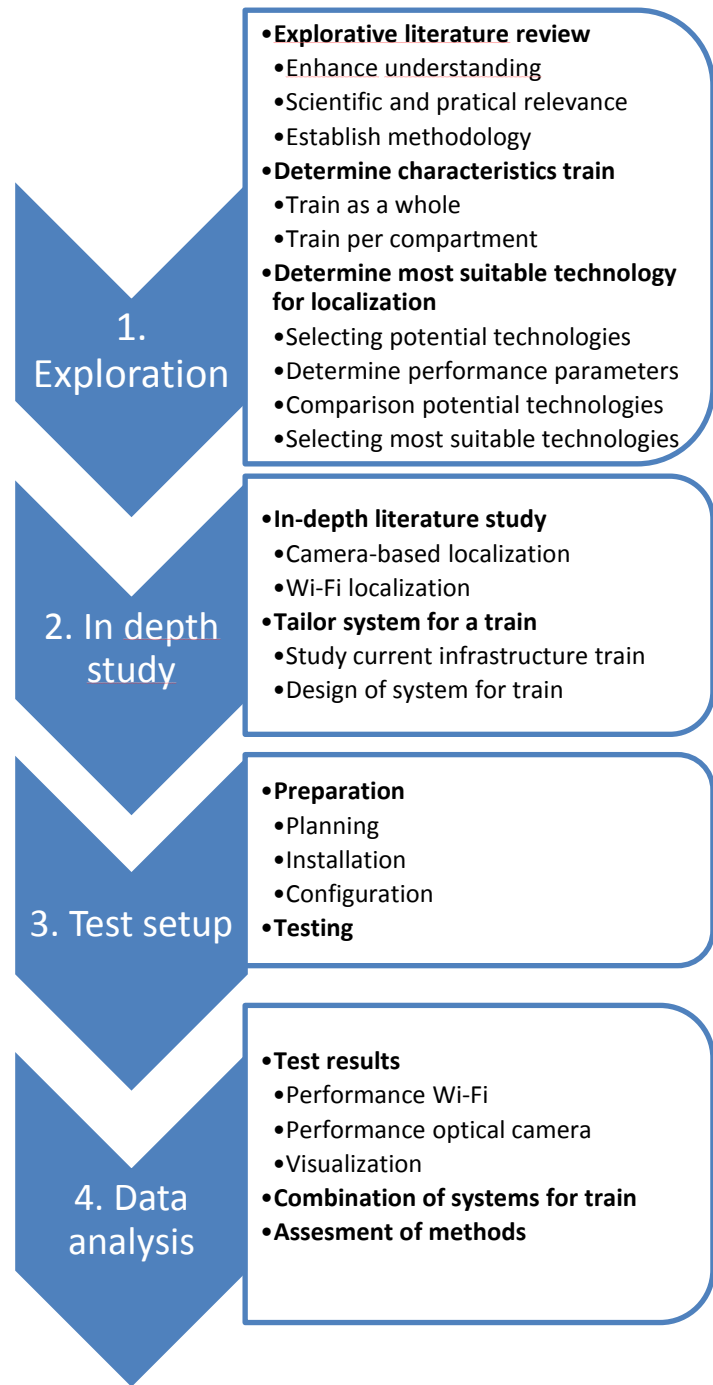 1.
Exploration
•Explorative literature review
•Enhance understanding
•Scientific and pratical relevance
•Establish methodology
•Determine characteristics train
•Train as a whole
•Train per compartment
•Determine most suitable technology
for localization
•Selecting potential technologies
•Determine performance parameters
•Comparison potential technologies
•Selecting most suitable technologies
2. In depth
study
•In-depth literature study
•Camera-based localization
•Wi-Fi localization
•Tailor system for a train
•Study current infrastructure train
•Design of system for train
3. Test setup
•Preparation
•Planning
•Installation
•Configuration
•Testing
4. Data
analysis
•Test results
•Performance Wi-Fi
•Performance optical camera
•Visualization
•Combination of systems for train
•Assesment of methods